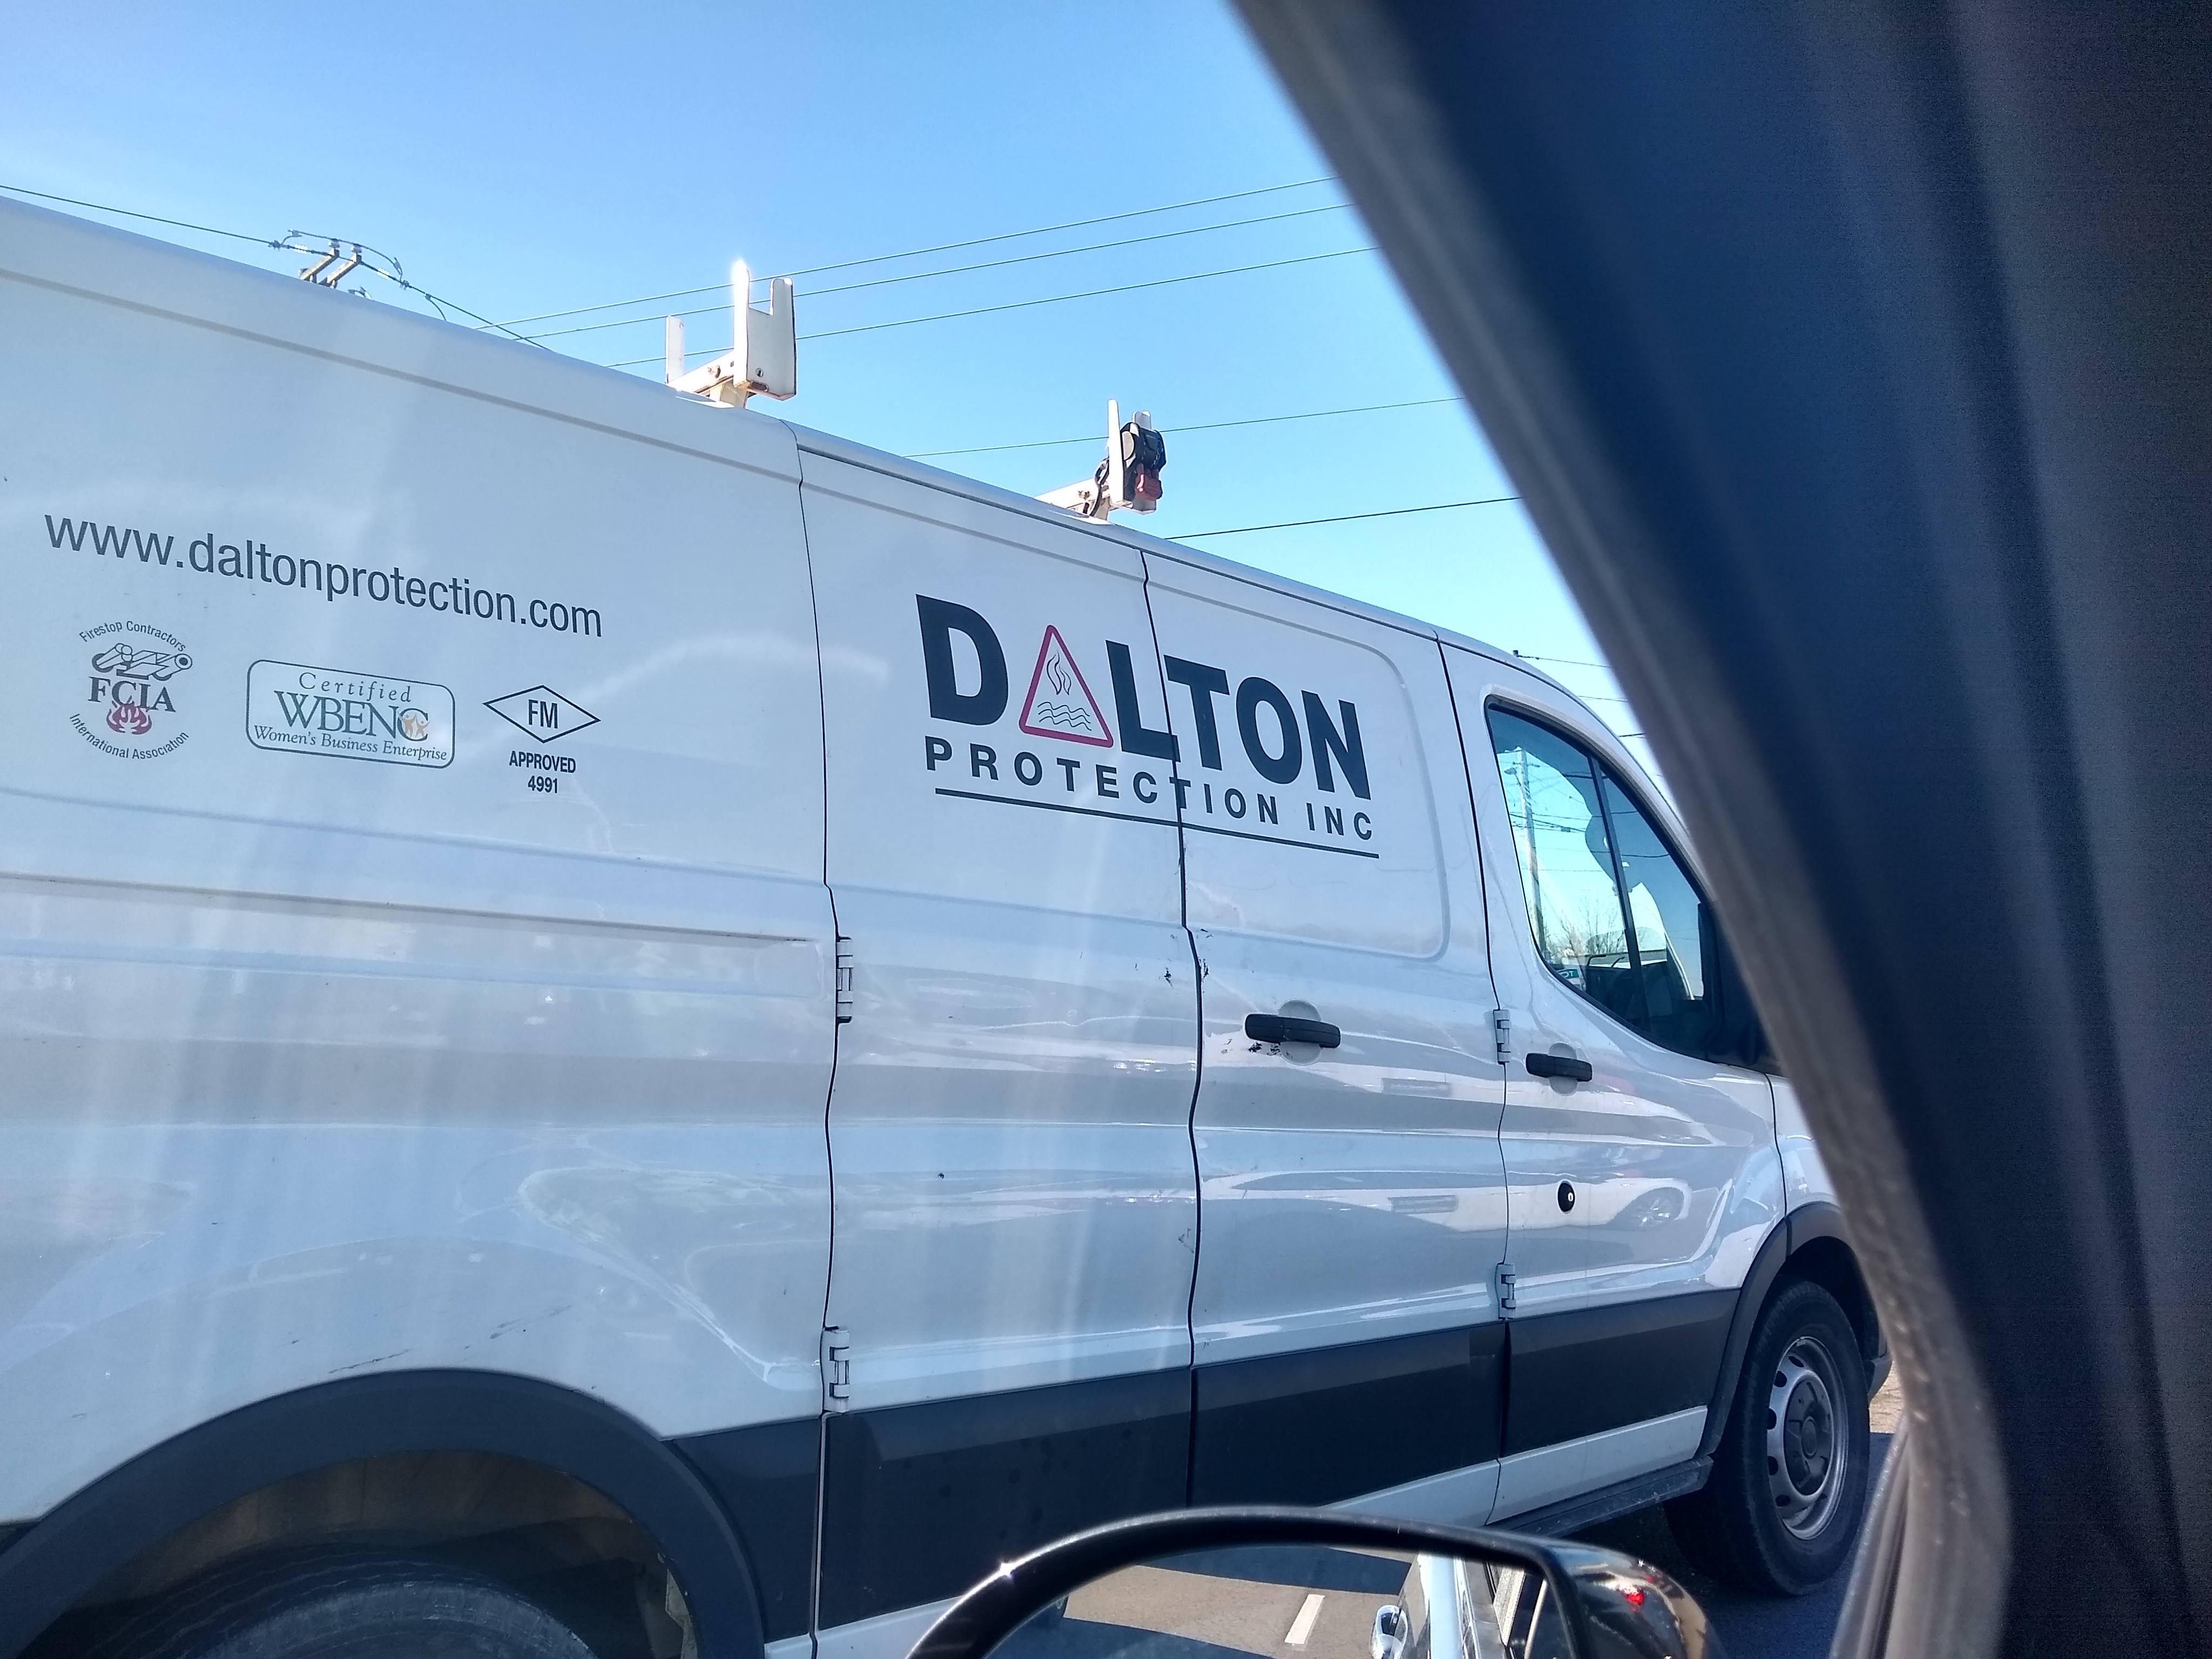 www.daltonprotection.com
Firestop Contractors
FCIA
International Association
Certified
WBENC
Women's Business Enterprise
FM
APPROVED
4991
DALTON
PROTECTION INC